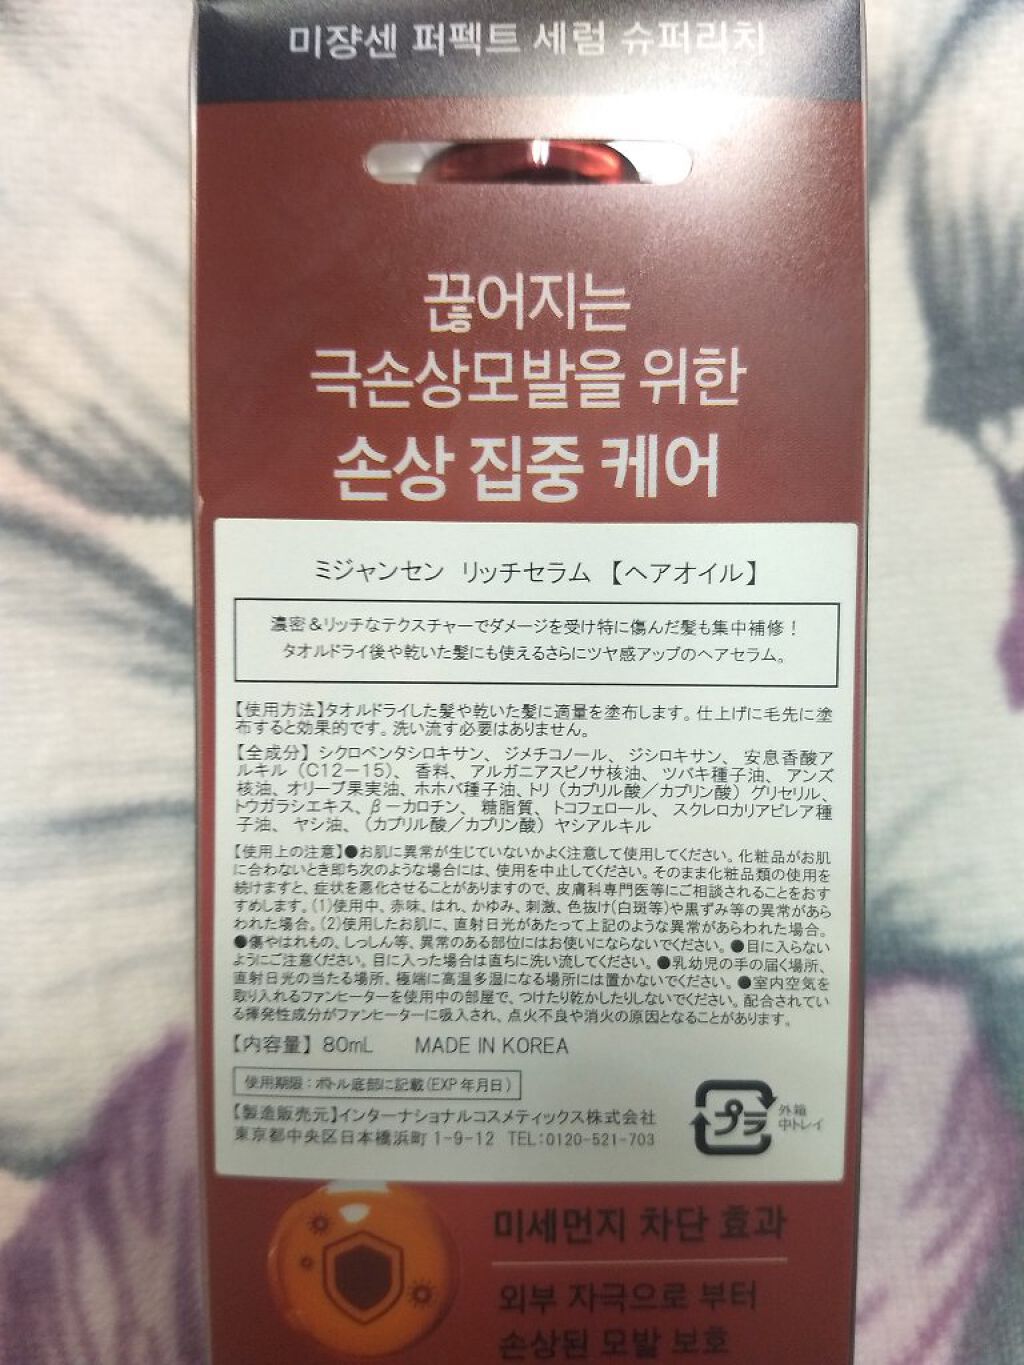 미쟝센 퍼펙트 세럼 슈퍼리치
끊어지는
극손상모발을 위한
손상 집중 케어
ミジャンセン リッチセラム 【ヘアオイル】
濃密&リッチなテクスチャーでダメージを受け特に傷んだ髪も集中補修！
タオルドライ後や乾いた髪にも使えるさらにツヤ感アップのヘアセラム。
【使用方法】タオルドライした髪や乾いた髪に適量を塗布します。仕上げに毛先に塗
布すると効果的です。洗い流す必要はありません。
【全成分】 シクロペンタシロキサン、 ジメチコノール、 ジシロキサン、 安息香酸ア
ルキル（C12－15）、 香料、 アルガニアスピノサ核油、 ツバキ種子油、 アンズ
核油、オリーブ果実油、ホホバ種子油、トリ（カプリル酸／カプリン酸）グリセリル、
トウガラシエキス、β－カロチン、 糖脂質、 トコフェロール、 スクレロカリアビレア種
子油、 ヤシ油、（カプリル酸／カプリン酸）ヤシアルキル
【使用上の注意】●お肌に異常が生じていないかよく注意して使用してください。化粧品がお肌
に合わないとき即ち次のような場合には、使用を中止してください。そのまま化粧品類の使用を
続けますと、症状を悪化させることがありますので、皮膚科専門医等にご相談されることをおす
すめします。(1)使用中、赤味、はれ、かゆみ、刺激、色抜け(白斑等)や黒ずみ等の異常があら
われた場合。(2)使用したお肌に、直射日光があたって上記のような異常があらわれた場合。
●傷やはれもの、しっしん等、異常のある部位にはお使いにならないでください。●目に入らない
ようにご注意ください。目に入った場合は直ちに洗い流してください。●乳幼児の手の届く場所、
直射日光の当たる場所、極端に高温多湿になる場所には置かないでください。●室内空気を
取り入れるファンヒーターを使用中の部屋で、つけたり乾かしたりしないでください。配合されてい
る揮発性成分がファンヒーターに吸入され、点火不良や消火の原因となることがあります。
【内容量】 80mL MADE IN KOREA
使用期限：ボトル底部に記載(EXP 年月日)
【製造販売元】インターナショナルコスメティックス株式会社
東京都中央区日本橋浜町 1-9-12 TEL:0120-521-703
プラ
外箱
中トレイ
미세먼지 차단 효과
외부 자극으로 부터
손상된 모발 보호